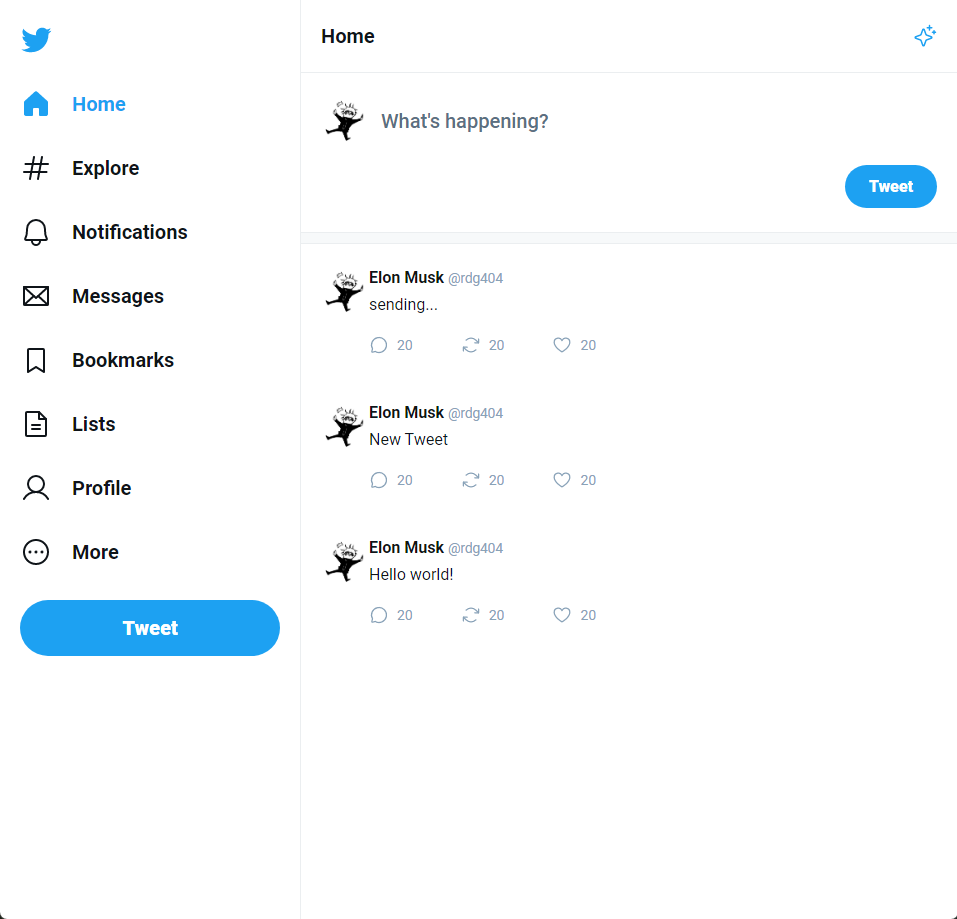 Home
Explore
Notifications
Messages
Bookmarks
Lists
Profile
More
Tweet
Home
What's happening?
Tweet
Elon Musk @rdg404
sending...
20 20 20
Elon Musk @rdg404
New Tweet
20 20 20
Elon Musk @rdg404
Hello world!
20 20 20